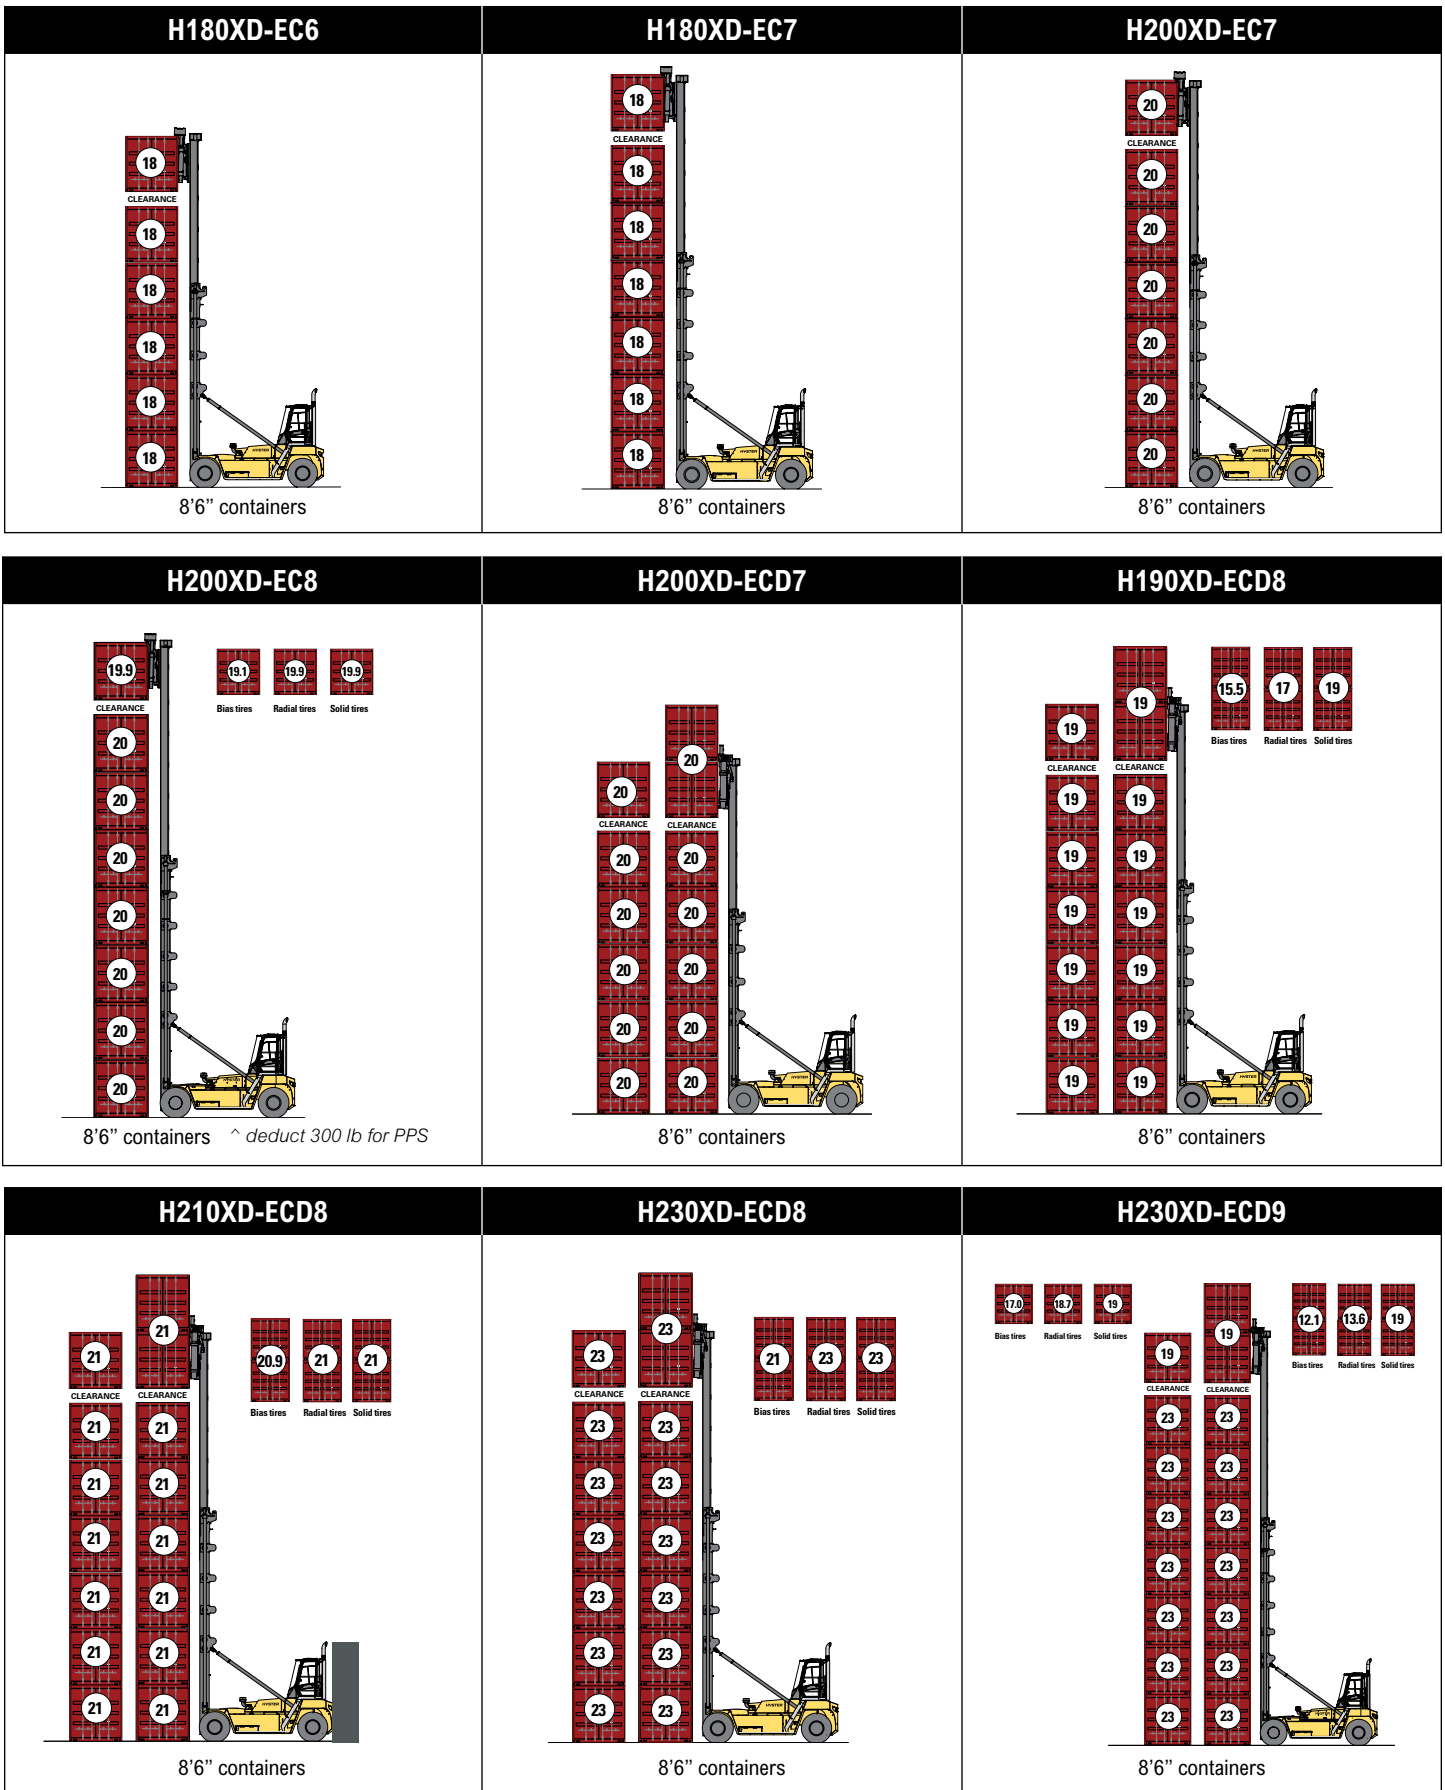 H180XD-EC6
18
CLEARANCE
18
18
18
18
18
HYSTER
8’6” containers
H180XD-EC7
18
CLEARANCE
18
18
18
18
18
18
HYSTER
8’6” containers
H200XD-EC7
20
CLEARANCE
20
20
20
20
20
20
HYSTER
8’6” containers
H200XD-EC8
19.9 19.1 19.9 19.9
Bias tires Radial tires Solid tires
CLEARANCE
20
20
20
20
20
20
20
8’6” containers ^ deduct 300 lb for PPS
H200XD-ECD7
20 20
CLEARANCE CLEARANCE
20 20
20 20
20 20
20 20
20 20
HYSTER
8’6” containers
H190XD-ECD8
19 19 15.5 17 19
Bias tires Radial tires Solid tires
CLEARANCE CLEARANCE
19 19
19 19
19 19
19 19
19 19
19 19
HYSTER
8’6” containers
H210XD-ECD8
21 21 20.9 21 21
CLEARANCE CLEARANCE
Bias tires Radial tires Solid tires
21 21
21 21
21 21
21 21
21 21
21 21
HYSTER
8’6” containers
H230XD-ECD8
23 23 21 23 23
CLEARANCE CLEARANCE
Bias tires Radial tires Solid tires
23 23
23 23
23 23
23 23
23 23
23 23
HYSTER
8’6” containers
H230XD-ECD9
17.0 18.7 19
Bias tires Radial tires Solid tires
19 19
12.1 13.6 19
Bias tires Radial tires Solid tires
CLEARANCE CLEARANCE
23 23
23 23
23 23
23 23
23 23
23 23
23 23
HYSTER
8’6” containers